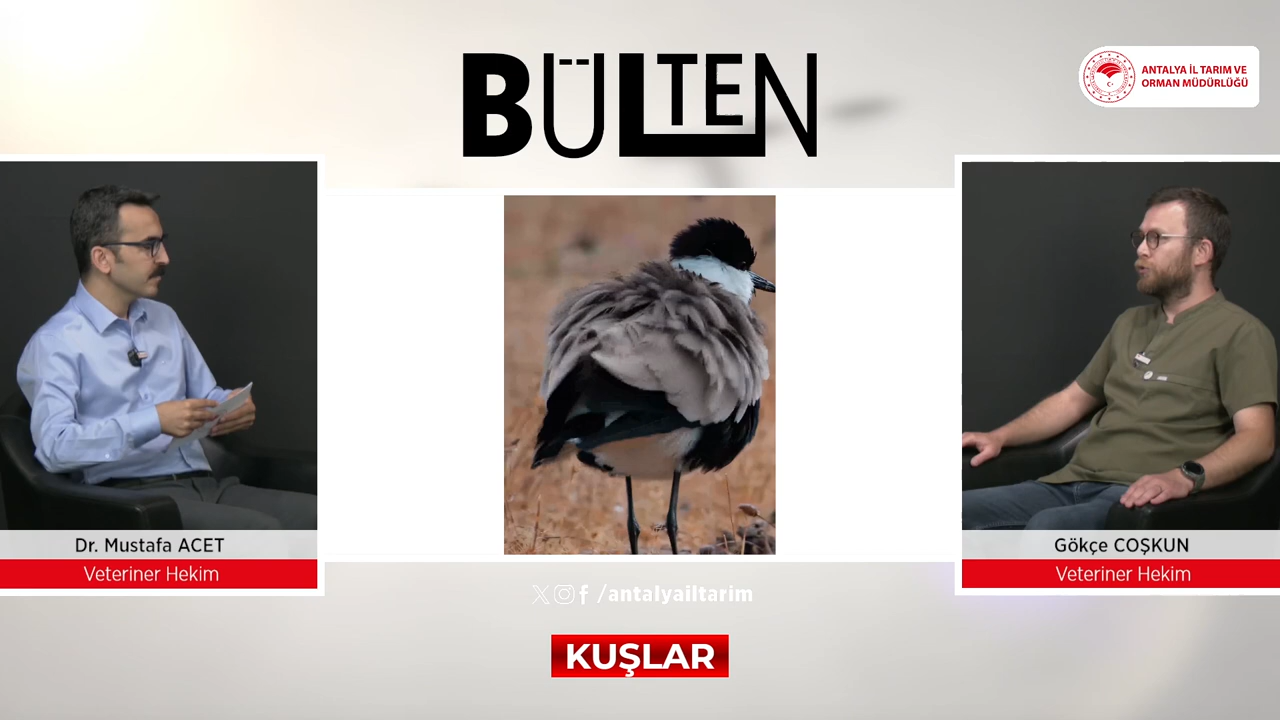 BÜLTEN
ANTALYA İL TARIM VE
ORMAN MÜDÜRLÜĞÜ
Dr. Mustafa ACET
Veteriner Hekim
Gökçe COŞKUN
Veteriner Hekim
/antalyailtarim
KUŞLAR